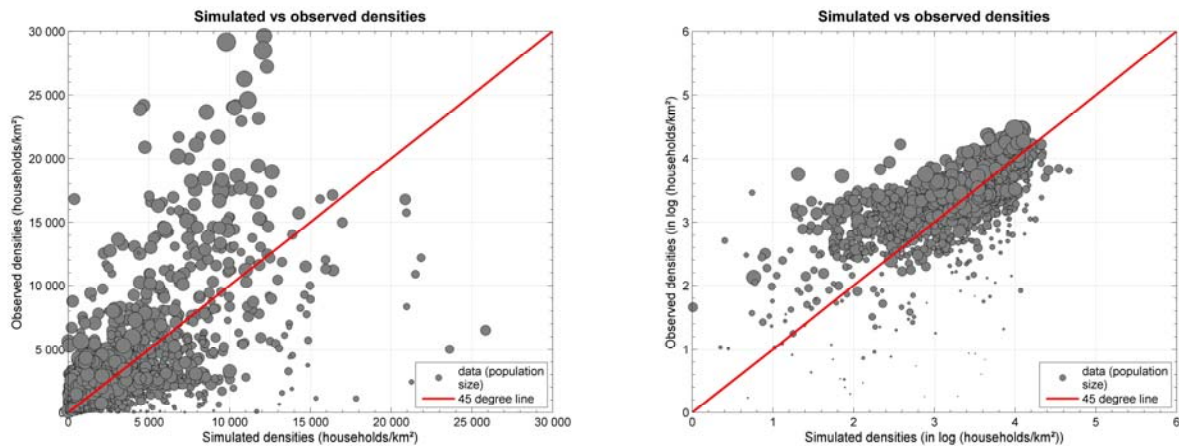 Simulated vs observed densities
30 000
25 000
20 000
15 000
10 000
5 000
0
0
5 000
10 000
15 000
20 000
25 000
30 000
Observed densities (households/km²)
Simulated densities (households/km²)
data (population
size)
45 degree line
Simulated vs observed densities
6
5
4
3
2
1
0
0
1
2
3
4
5
6
Observed densities (in log (households/km²)
Simulated densities (in log (households/km²))
data (population
size)
45 degree line